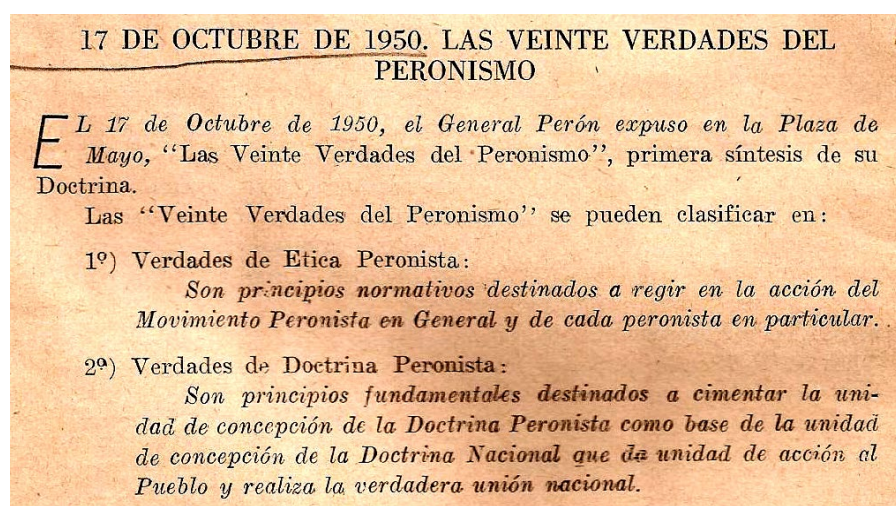 17 DE OCTUBRE DE 1950. LAS VEINTE VERDADES DEL
PERONISMO
EL 17 de Octubre de 1950, el General Perón expuso en la Plaza de
Mayo, “Las Veinte Verdades del Peronismo”, primera síntesis de su
Doctrina.
Las “Veinte Verdades del Peronismo” se pueden clasificar en:
1º) Verdades de Etica Peronista:
Son principios normativos destinados a regir en la acción del
Movimiento Peronista en General y de cada peronista en particular.
2º) Verdades de Doctrina Peronista:
Son principios fundamentales destinados a cimentar la uni-
dad de concepción de la Doctrina Peronista como base de la unidad
de concepción de la Doctrina Nacional que da unidad de acción al
Pueblo y realiza la verdadera unión nacional.